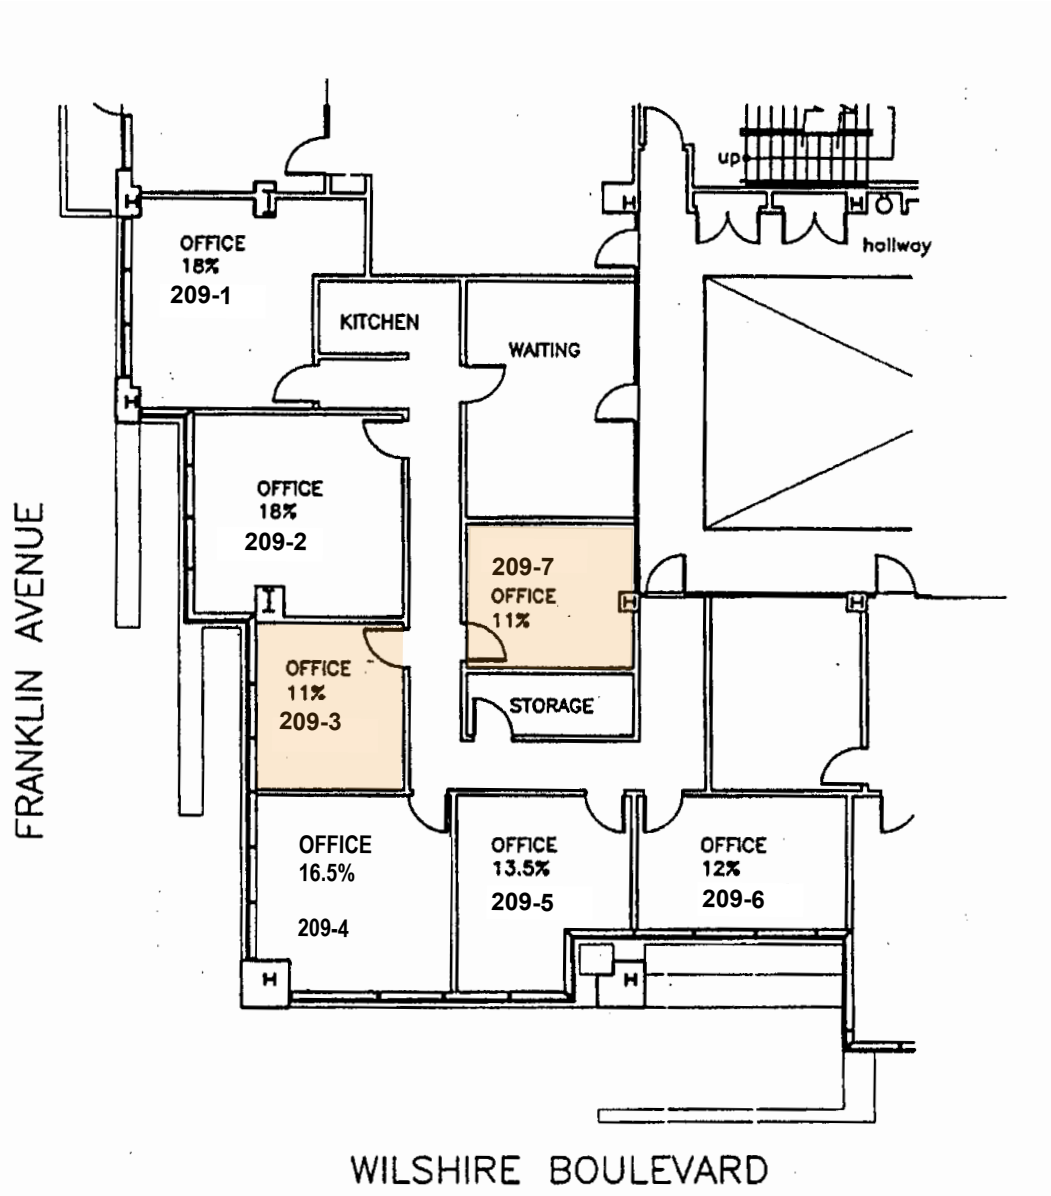 up
hallway
OFFICE
18%
209-1
KITCHEN
WAITING
OFFICE
18%
209-2
209-7
OFFICE
11%
OFFICE
11%
209-3
STORAGE
OFFICE
16.5%
209-4
OFFICE
13.5%
209-5
OFFICE
12%
209-6
FRANKLIN AVENUE
WILSHIRE BOULEVARD